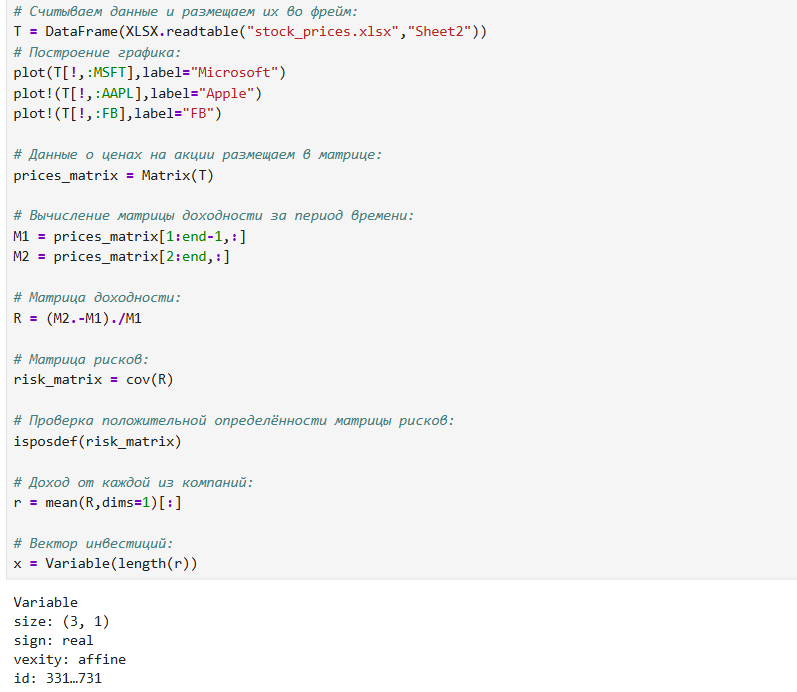 # Считываем данные и размещаем их во фрейм:
T = DataFrame(XLSX.readtable("stock_prices.xlsx","Sheet2"))
# Построение графика:
plot(T[!,:MSFT],label="Microsoft")
plot!(T[!,:AAPL],label="Apple")
plot!(T[!,:FB],label="FB")
# Данные о ценах на акции размещаем в матрице:
prices_matrix = Matrix(T)
# Вычисление матрицы доходности за период времени:
M1 = prices_matrix[1:end-1,:]
M2 = prices_matrix[2:end,:]
# Матрица доходности:
R = (M2.-M1)./M1
# Матрица рисков:
risk_matrix = cov(R)
# Проверка положительной определённости матрицы рисков:
isposdef(risk_matrix)
# Доход от каждой из компаний:
r = mean(R,dims=1)[:]
# Вектор инвестиций:
x = Variable(length(r))
Variable
size: (3, 1)
sign: real
vexity: affine
id: 331…731